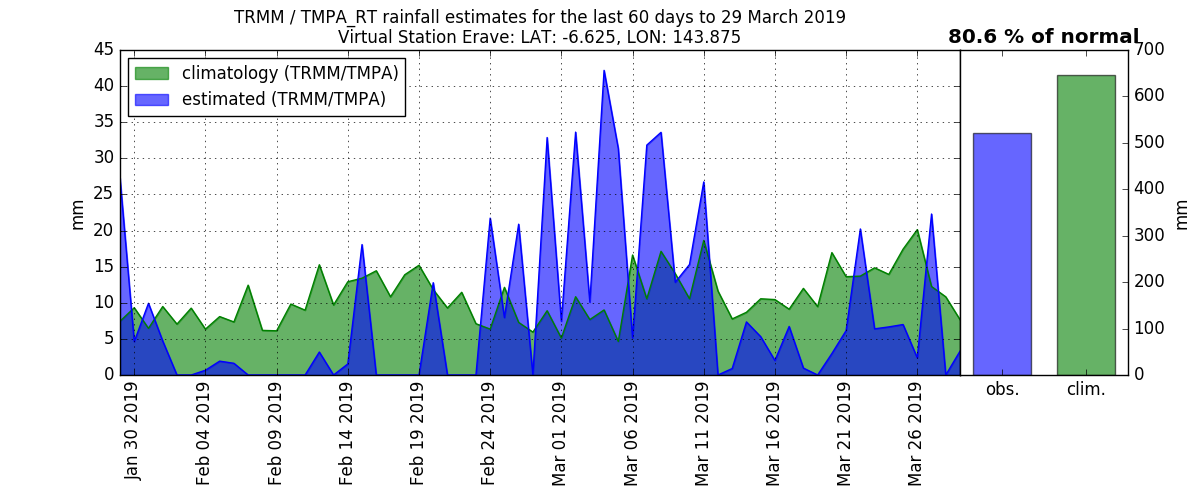 TRMM / TMPA_RT rainfall estimates for the last 60 days to 29 March 2019
Virtual Station Erave: LAT: -6.625, LON: 143.875
80.6 % of normal
climatology (TRMM/TMPA)
estimated (TRMM/TMPA)
mm
45
40
35
30
25
20
15
10
5
0
Jan 30 2019
Feb 04 2019
Feb 09 2019
Feb 14 2019
Feb 19 2019
Feb 24 2019
Mar 01 2019
Mar 06 2019
Mar 11 2019
Mar 16 2019
Mar 21 2019
Mar 26 2019
obs.
clim.
700
600
500
400
300
200
100
0
mm